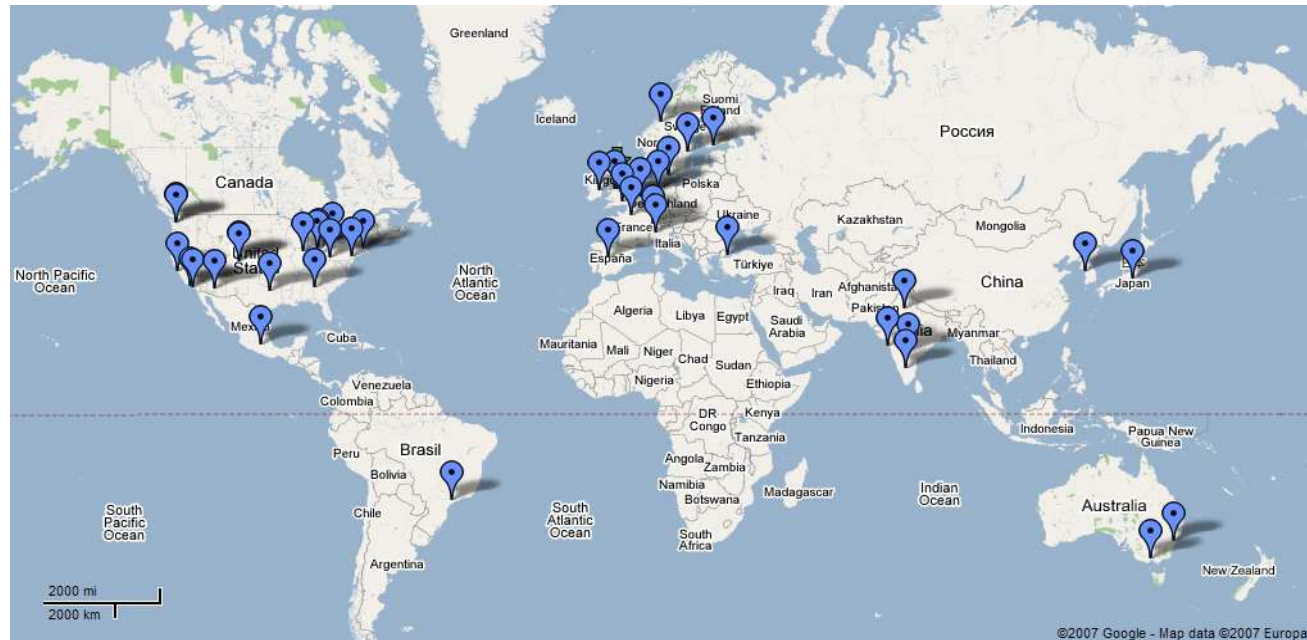 Greenland
Iceland
Suomi
Россия
Canada
Polska
Ukraine
Kazakhstan
Mongolia
France
Italia
España
Türkiye
North Pacific
Ocean
North
Atlantic
Ocean
China
Japan
Iraq
Iran
Pakistan
Algeria
Libya
Egypt
Saudi
Arabia
Cuba
Mauritania
Mali
Niger
Chad
Sudan
Myanmar
Thailand
Nigeria
Ethiopia
Venezuela
Colombia
DR
Congo
Kenya
Tanzania
Indonesia
Papua New
Guinea
Peru
Brasil
Bolivia
Angola
Zambia
Namibia
Botswana
Madagascar
Indian
Ocean
Chile
South
Pacific
Ocean
South
Atlantic
Ocean
South
Africa
Australia
Argentina
New Zealand
2000 mi
2000 km
©2007 Google - Map data ©2007 Europa